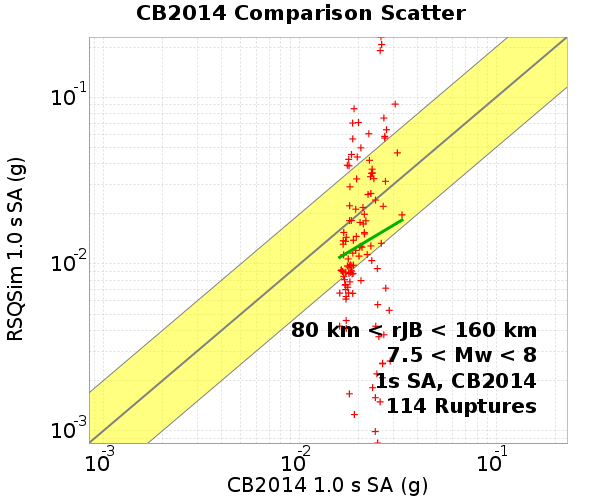 CB2014 Comparison Scatter
RSQSim 1.0 s SA (g)
10-1
10-2
10-3
80 km < rJB < 160 km
7.5 < Mw < 8
1s SA, CB2014
114 Ruptures
10-3 10-2 10-1
CB2014 1.0 s SA (g)